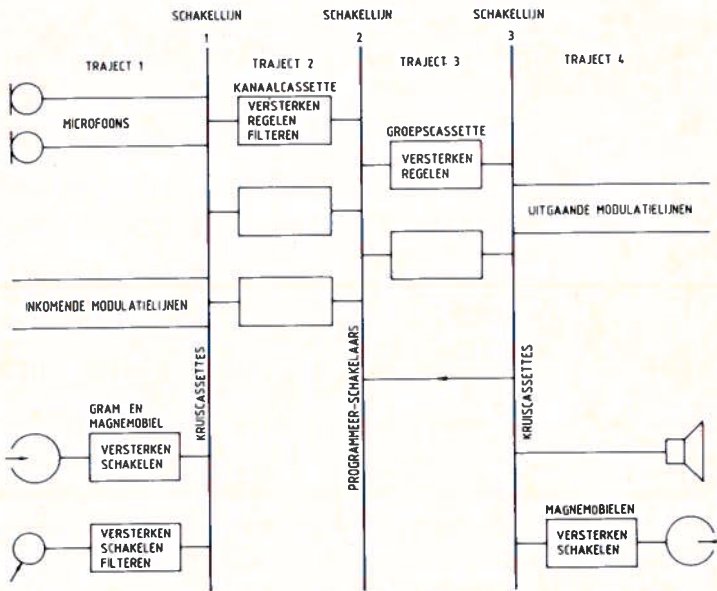 SCHAKELLIJN
1
SCHAKELLIJN
2
SCHAKELLIJN
3
TRAJECT 1
TRAJECT 2
TRAJECT 3
TRAJECT 4
MICROFOONS
KANAALCASSETTE
VERSTERKEN
REGELEN
FILTEREN
GROEPSCASSETTE
VERSTERKEN
REGELEN
UITGAANDE MODULATIELIJNEN
INKOMENDE MODULATIELIJNEN
KRUISCASSETTES
PROGRAMMEER-SCHAKELAARS
KRUISCASSETTES
GRAM EN
MAGNEMOBIEL
VERSTERKEN
SCHAKELEN
VERSTERKEN
SCHAKELEN
FILTEREN
MAGNEMOBIELEN
VERSTERKEN
SCHAKELEN